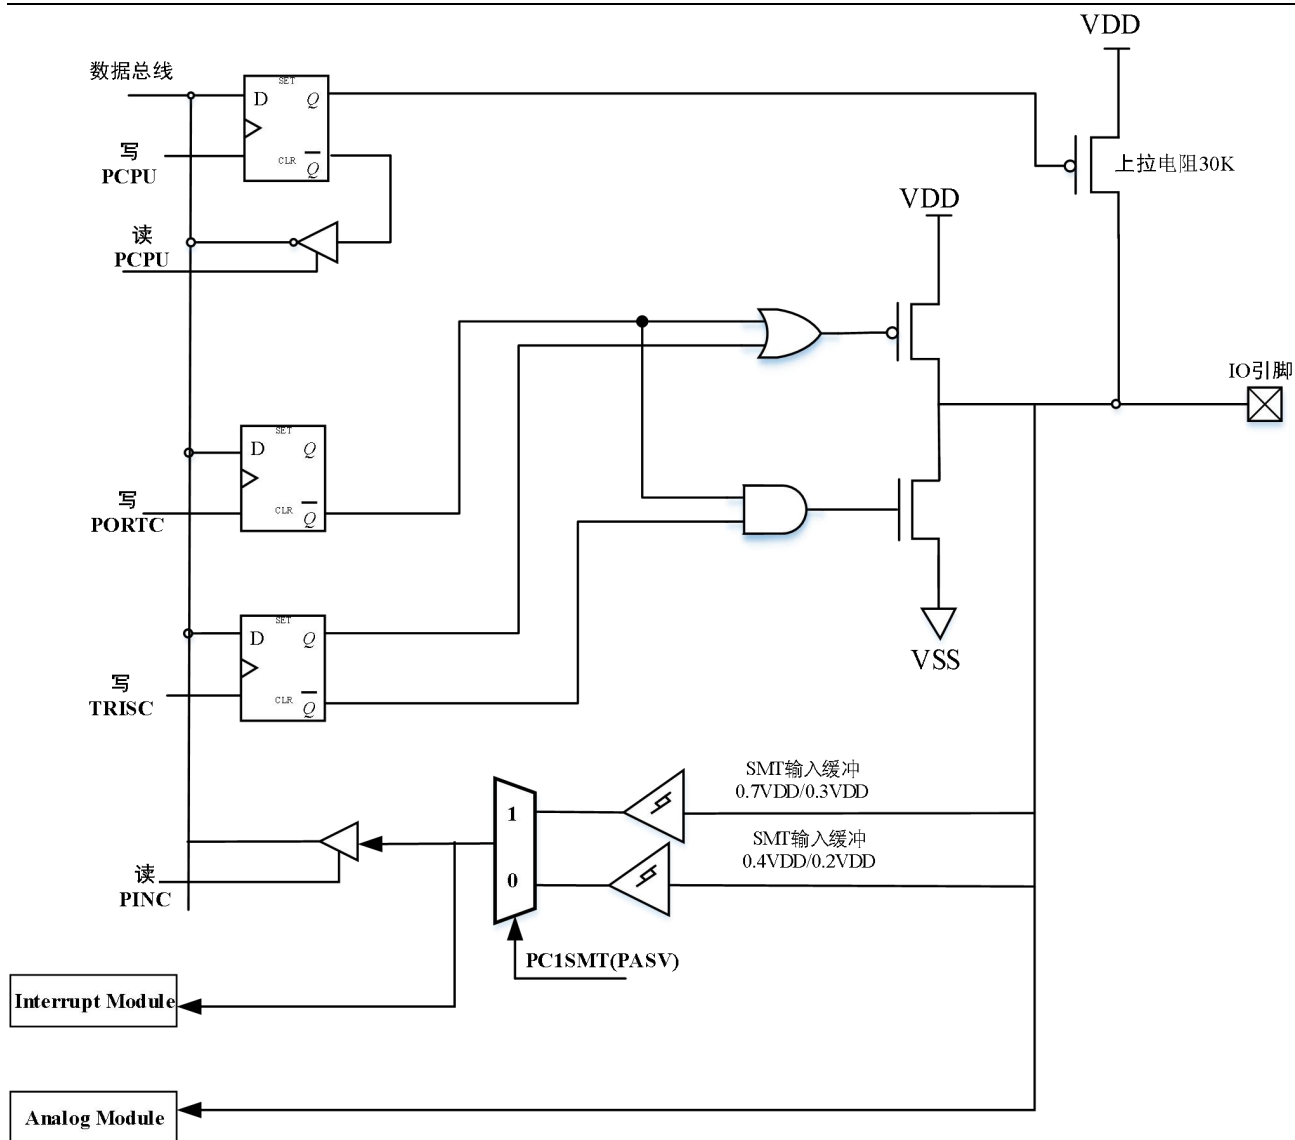 VDD
数据总线
SET
D Q
写
PCPU
CLR Q
上拉电阻30K
读
PCPU
VDD
IO引脚
SET
D Q
写
PORTC
CLR Q
SET
D Q
写
TRISC
CLR Q
VSS
SMT输入缓冲
0.7VDD/0.3VDD
1
SMT输入缓冲
0.4VDD/0.2VDD
0
读
PINC
PC1SMT(PASV)
Interrupt Module
Analog Module